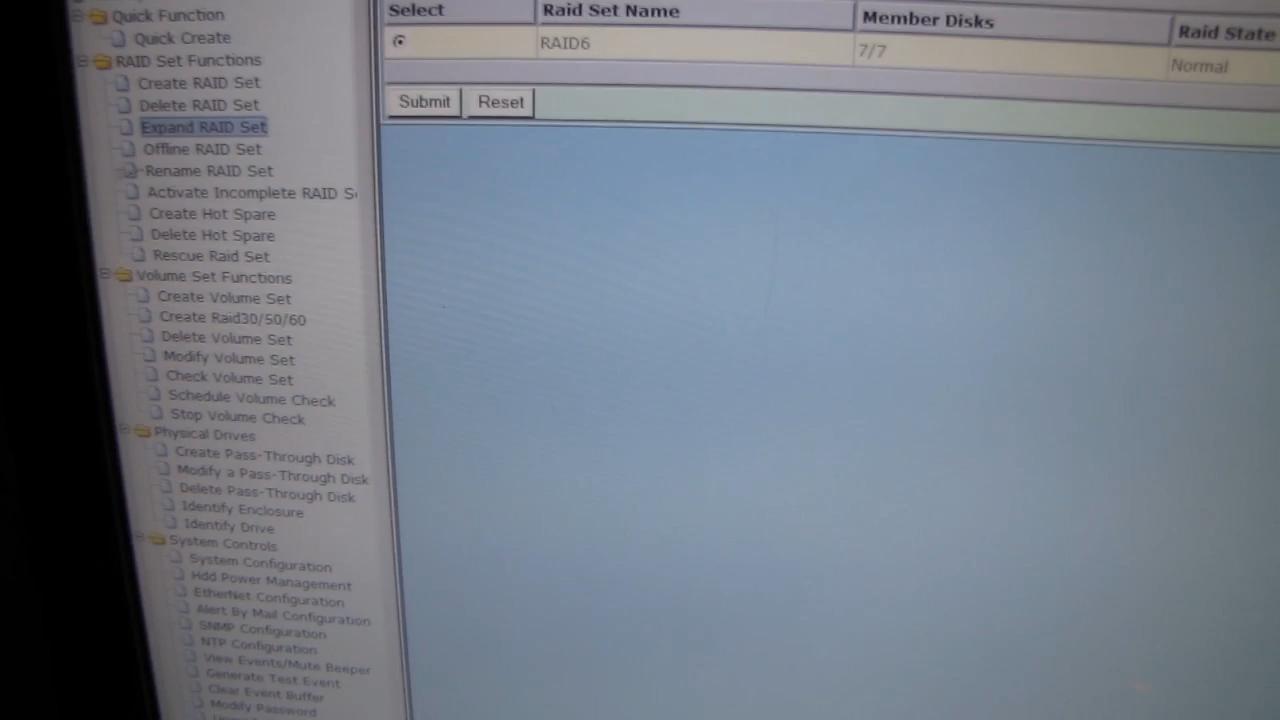 Quick Function
Quick Create
RAID Set Functions
Create RAID Set
Delete RAID Set
Expand RAID Set
Offline RAID Set
Rename RAID Set
Activate Incomplete RAID S
Create Hot Spare
Delete Hot Spare
Rescue Raid Set
Volume Set Functions
Create Volume Set
Create Raid30/50/60
Delete Volume Set
Modify Volume Set
Check Volume Set
Schedule Volume Check
Stop Volume Check
Physical Drives
Create Pass-Through Disk
Modify a Pass-Through Disk
Delete Pass-Through Disk
Identify Enclosure
Identify Drive
System Controls
System Configuration
Hdd Power Management
EtherNet Configuration
Alert By Mail Configuration
SNMP Configuration
NTP Configuration
View Events/Mute Beeper
Generate Test Event
Clear Event Buffer
Modify Password
Select Raid Set Name Member Disks Raid State
RAID6 7/7 Normal
Submit Reset